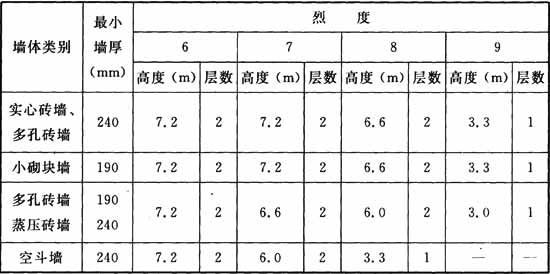 墙体类别 最小墙厚(mm) 烈 度
6 7 8 9
高度(m) 层数 高度(m) 层数 高度(m) 层数 高度(m) 层数
实心砖墙、多孔砖墙 240 7.2 2 7.2 2 6.6 2 3.3 1
小砌块墙 190 7.2 2 7.2 2 6.6 2 3.3 1
多孔砖墙 190
蒸压砖墙 240 7.2 2 6.6 2 6.0 2 3.0 1
空斗墙 240 7.2 2 6.0 2 3.3 1 — —